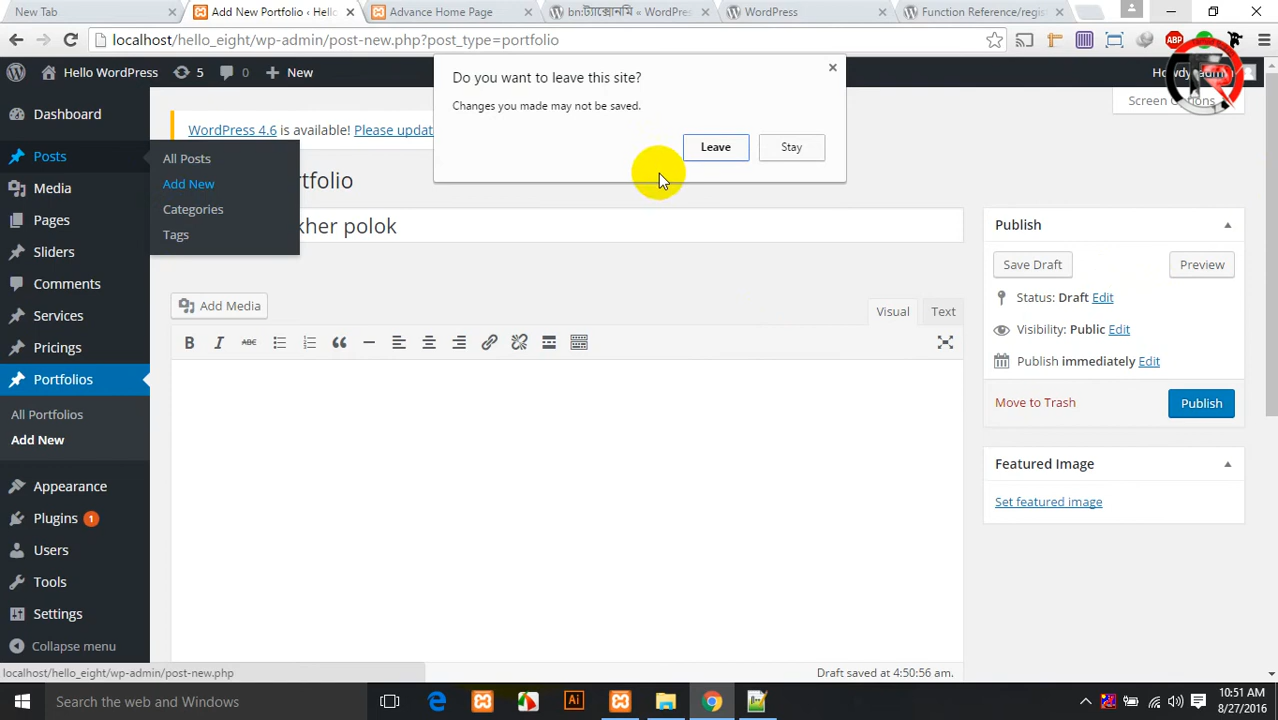 New Tab
Add New Portfolio ‹ Hell
Advance Home Page
bn:ট্যাক্সোনমি « WordPres
WordPress
Function Reference/regis
localhost/hello_eight/wp-admin/post-new.php?post_type=portfolio
Hello WordPress
5
0
New
Screen Options
Do you want to leave this site?
Changes you made may not be saved.
Leave
Stay
WordPress 4.6 is available! Please updat
Dashboard
Posts
Media
Pages
Sliders
Comments
Services
Pricings
Portfolios
All Portfolios
Add New
Appearance
Plugins 1
Users
Tools
Settings
Collapse menu
All Posts
Add New
Categories
Tags
tfolio
kher polok
Add Media
Visual
Text
B I ABC
Draft saved at 4:50:56 am.
Publish
Save Draft
Preview
Status: Draft Edit
Visibility: Public Edit
Publish immediately Edit
Move to Trash
Publish
Featured Image
Set featured image
localhost/hello_eight/wp-admin/post-new.php
Search the web and Windows
Ai
10:51 AM
8/27/2016
ABP